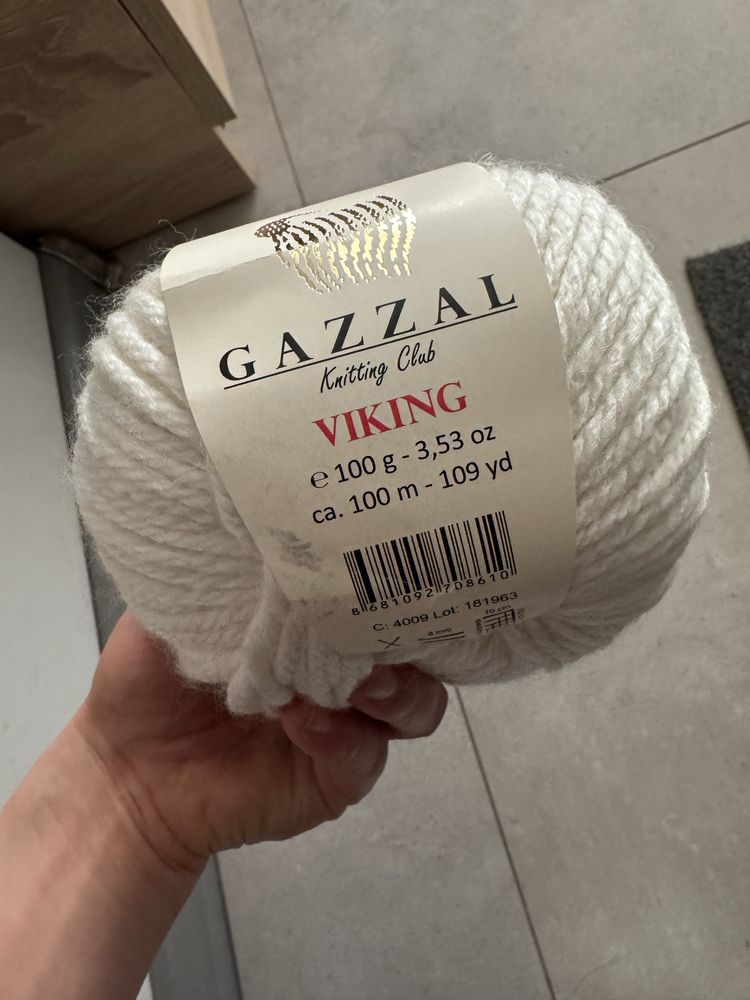 GAZZAL
Knitting Club
VIKING
℮ 100 g - 3,53 oz
ca. 100 m - 109 yd
8 681092 708610
C: 4009 Lot: 181963
8 mm
10 cm